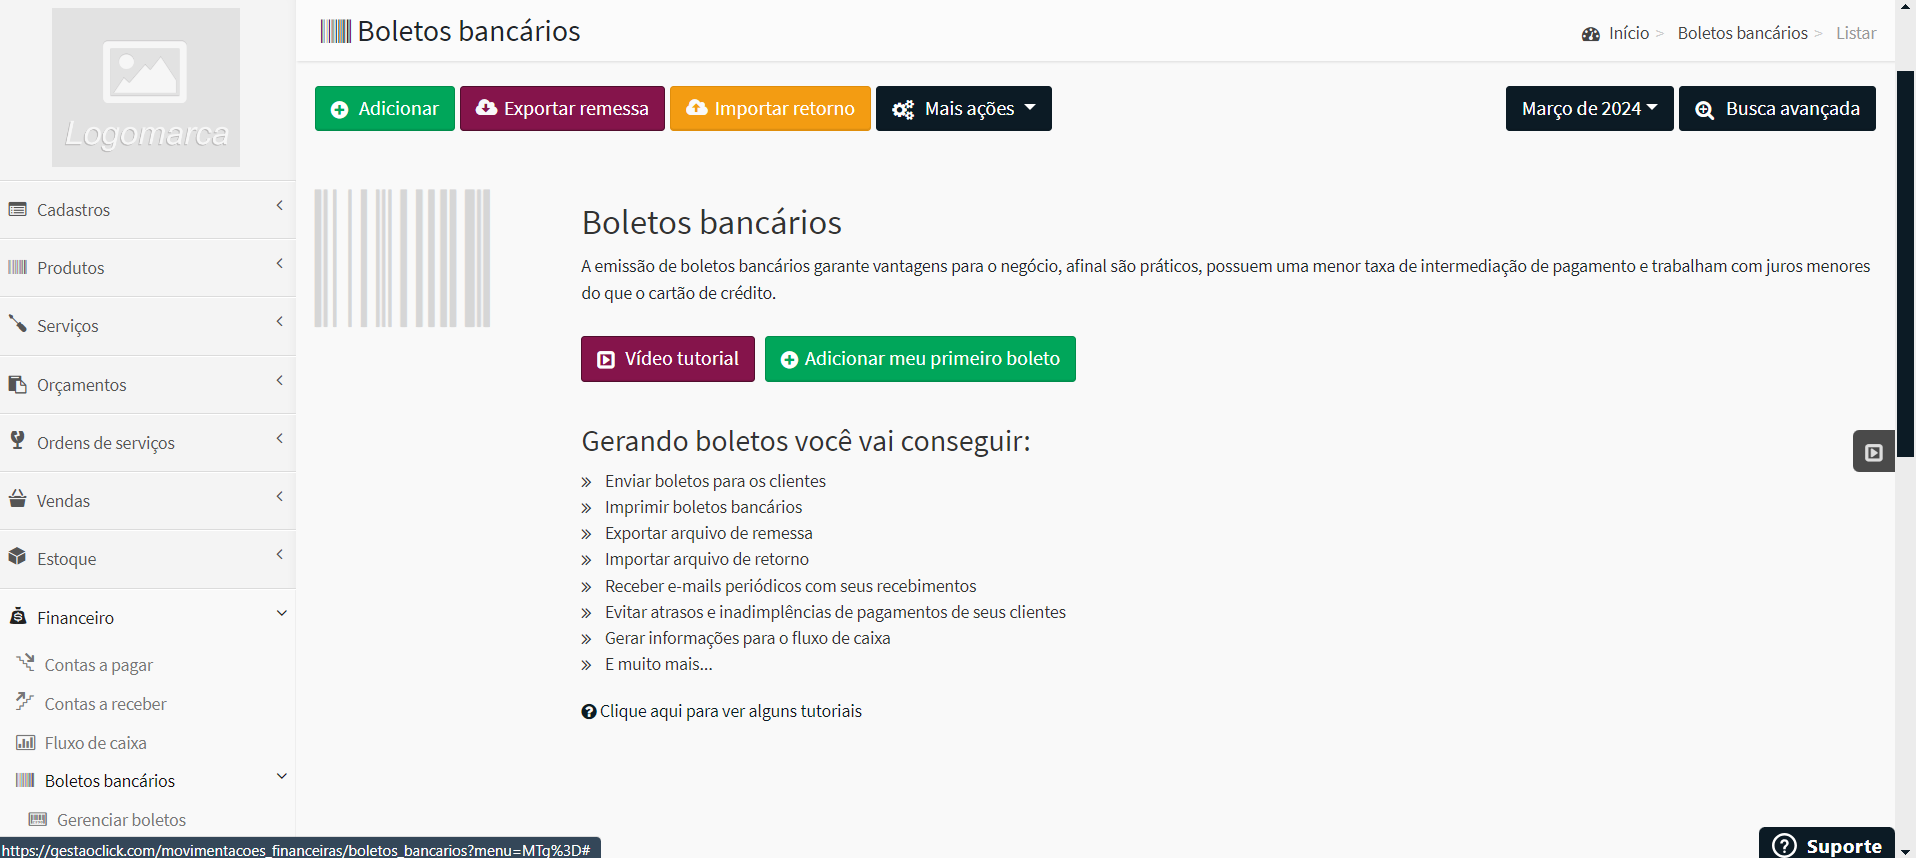 Logomarca
Cadastros
Produtos
Serviços
Orçamentos
Ordens de serviços
Vendas
Estoque
Financeiro
Contas a pagar
Contas a receber
Fluxo de caixa
Boletos bancários
Gerenciar boletos
Boletos bancários
Início > Boletos bancários > Listar
Adicionar Exportar remessa Importar retorno Mais ações Março de 2024 Busca avançada
Boletos bancários
A emissão de boletos bancários garante vantagens para o negócio, afinal são práticos, possuem uma menor taxa de intermediação de pagamento e trabalham com juros menores
do que o cartão de crédito.
Vídeo tutorial Adicionar meu primeiro boleto
Gerando boletos você vai conseguir:
» Enviar boletos para os clientes
» Imprimir boletos bancários
» Exportar arquivo de remessa
» Importar arquivo de retorno
» Receber e-mails periódicos com seus recebimentos
» Evitar atrasos e inadimplências de pagamentos de seus clientes
» Gerar informações para o fluxo de caixa
» E muito mais...
Clique aqui para ver alguns tutoriais
https://gestaoclick.com/movimentacoes_financeiras/boletos_bancarios?menu=MTg%3D#
Suporte